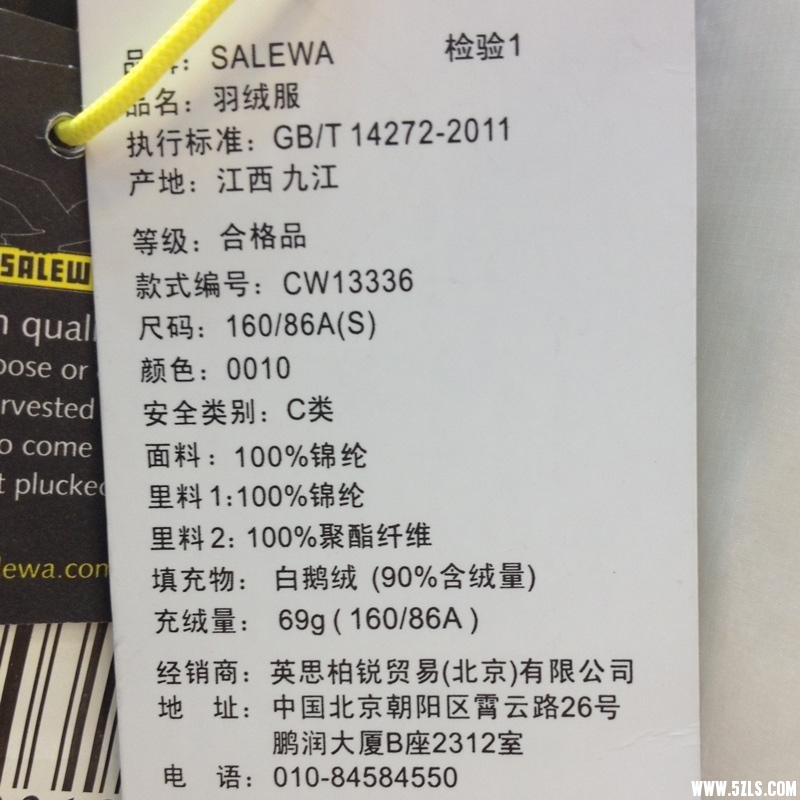 品牌：SALEWA 检验1
品名：羽绒服
执行标准：GB/T 14272-2011
产地：江西 九江
等级：合格品
款式编号：CW13336
尺码：160/86A(S)
颜色：0010
安全类别：C类
面料：100%锦纶
里料1:100%锦纶
里料2: 100%聚酯纤维
填充物：白鹅绒 (90%含绒量)
充绒量：69g ( 160/86A )
经销商：英思柏锐贸易(北京)有限公司
地 址：中国北京朝阳区霄云路26号
鹏润大厦B座2312室
电 话：010-84584550
SALEW
qual
oose or
rvested
o come
t plucke
lewa.com
WWW.5ZLS.COM